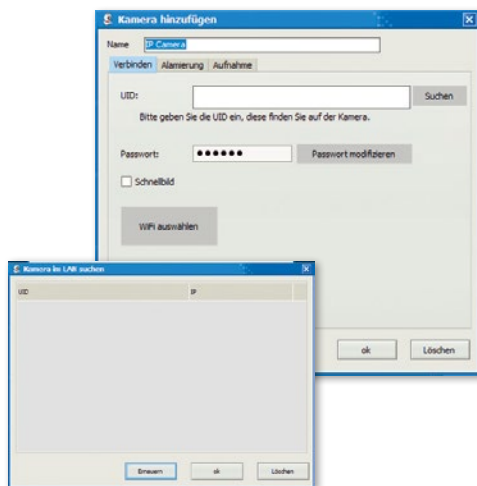 Kamera hinzufügen
Name IP Camera
Verbinden Alamierung Aufnahme
UID: Suchen
Bitte geben Sie die UID ein, diese finden Sie auf der Kamera.
Passwort: ●●●●●● Passwort modifizieren
Schnellbild
WiFi auswählen
ok Löschen
Kamera im LAN suchen
UID IP
Erneuern ok Löschen